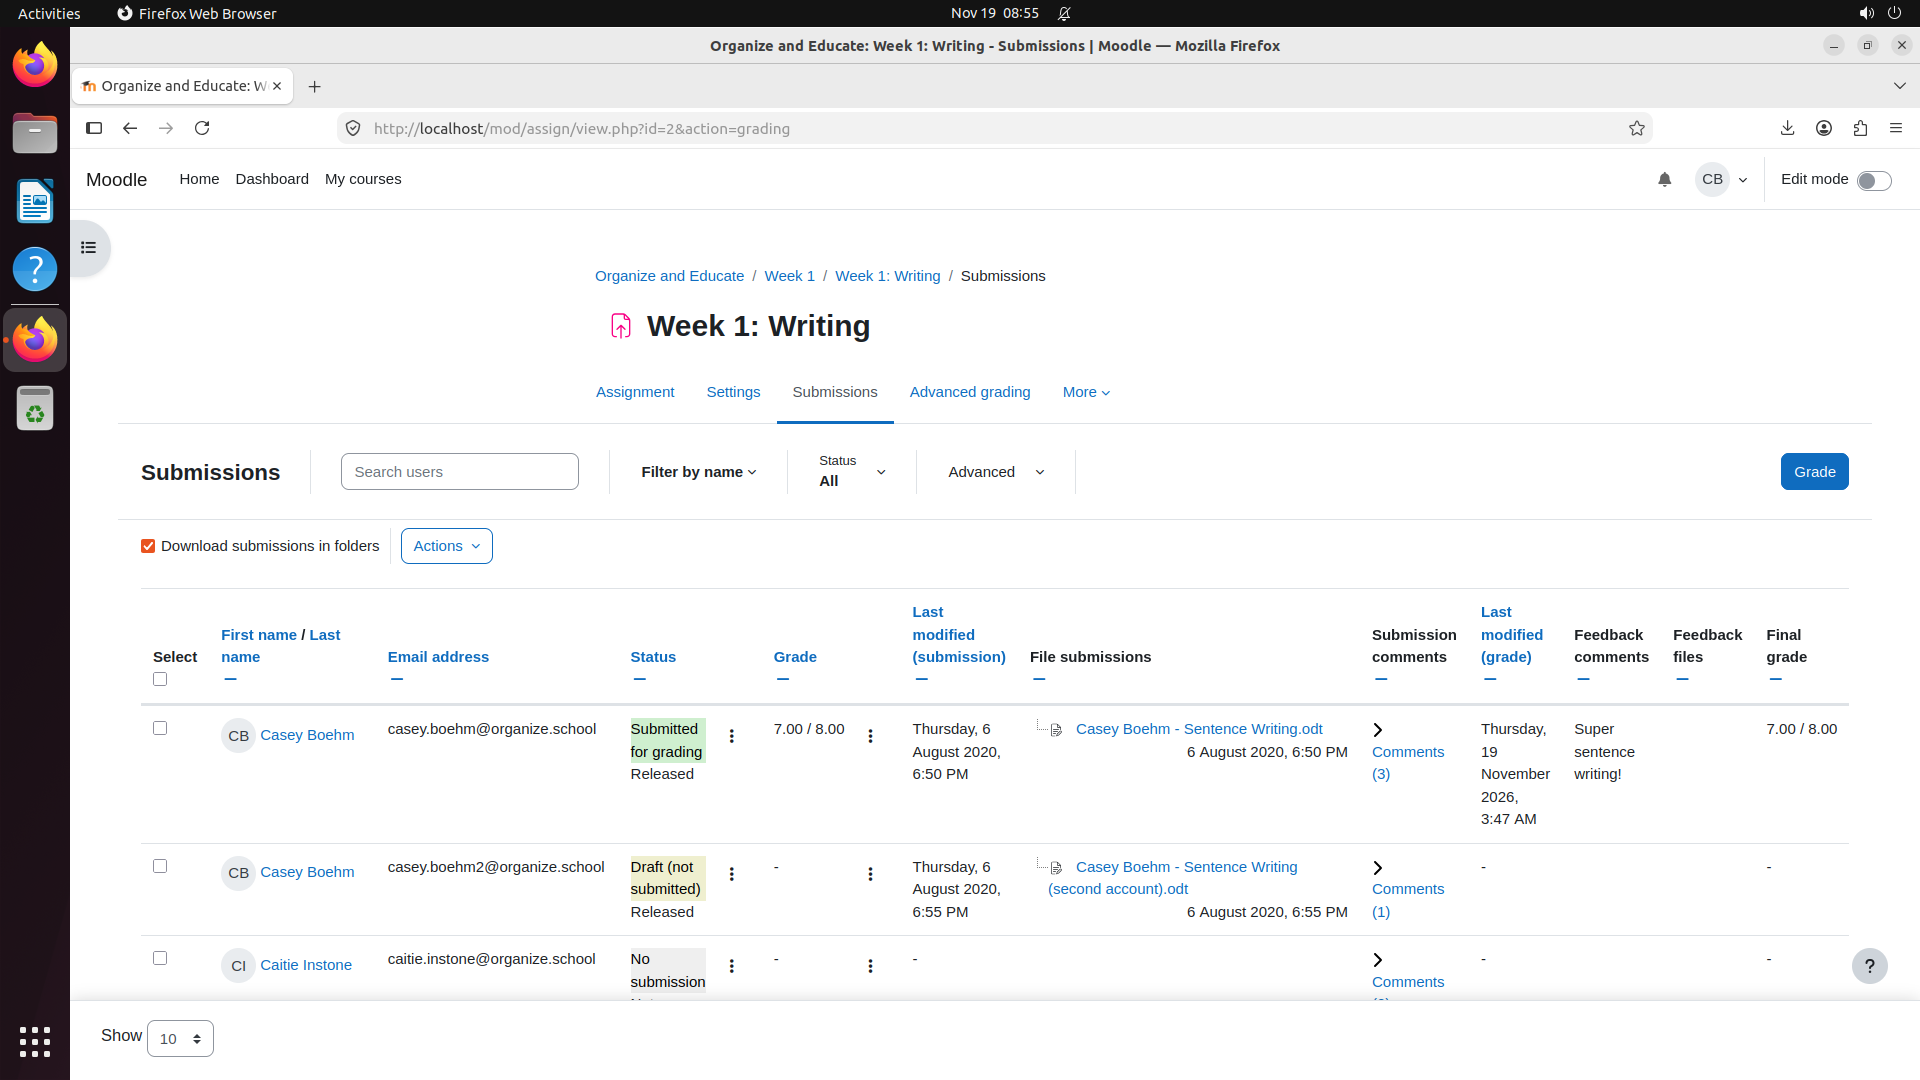 Activities
Firefox Web Browser
Nov 19 08:55
Organize and Educate: Week 1: Writing - Submissions | Moodle — Mozilla Firefox
Organize and Educate: W
http://localhost/mod/assign/view.php?id=2&action=grading
Moodle
Home
Dashboard
My courses
CB
Edit mode
Organize and Educate / Week 1 / Week 1: Writing / Submissions
Week 1: Writing
Assignment
Settings
Submissions
Advanced grading
More
Submissions
Search users
Filter by name
Status
All
Advanced
Grade
Download submissions in folders
Actions
Select
First name / Last
name
Email address
Status
Grade
Last
modified
(submission)
File submissions
Submission
comments
Last
modified
(grade)
Feedback
comments
Feedback
files
Final
grade
CB
Casey Boehm
casey.boehm@organize.school
Submitted
for grading
Released
7.00 / 8.00
Thursday, 6
August 2020,
6:50 PM
Casey Boehm - Sentence Writing.odt
6 August 2020, 6:50 PM
Comments
(3)
Thursday,
19
November
2026,
3:47 AM
Super
sentence
writing!
7.00 / 8.00
CB
Casey Boehm
casey.boehm2@organize.school
Draft (not
submitted)
Released
-
Thursday, 6
August 2020,
6:55 PM
Casey Boehm - Sentence Writing
(second account).odt
6 August 2020, 6:55 PM
Comments
(1)
-
-
CI
Caitie Instone
caitie.instone@organize.school
No
submission
-
-
Comments
-
-
?
Show
10